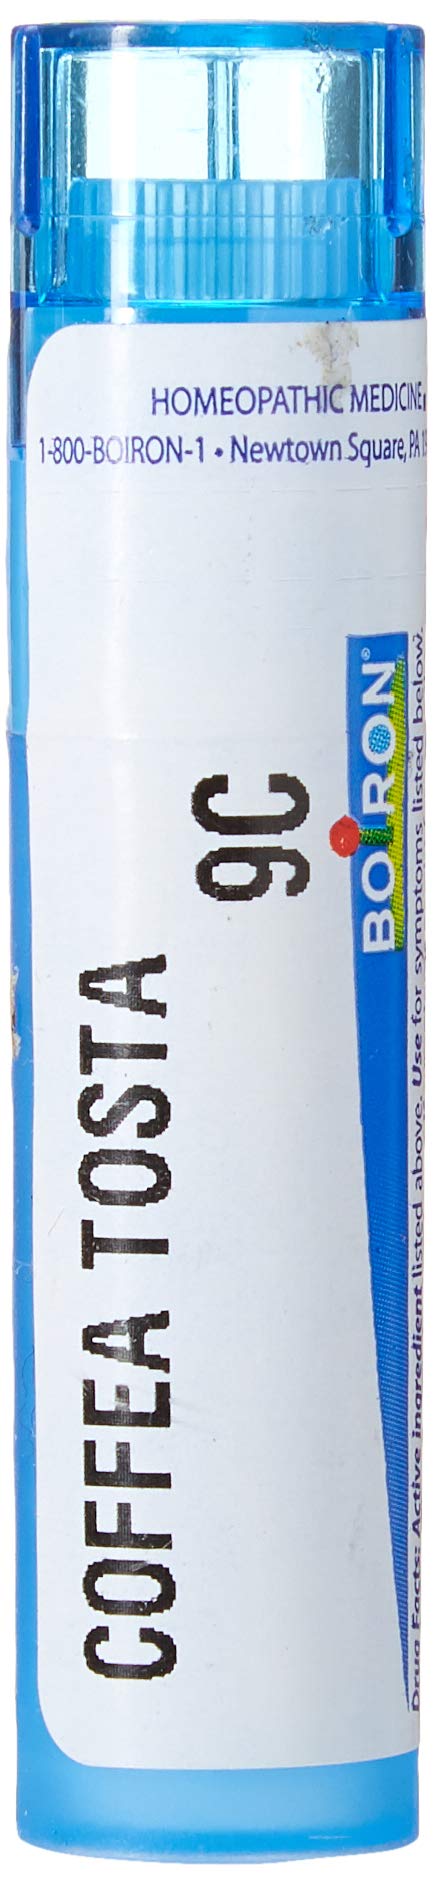 HOMEOPATHIC MEDICINE
1-800-BOIRON-1 • Newtown Square, PA 19
BOIRON®
COFFEA TOSTA
9C
Drug Facts: Active ingredient listed above. Use for symptoms listed below.